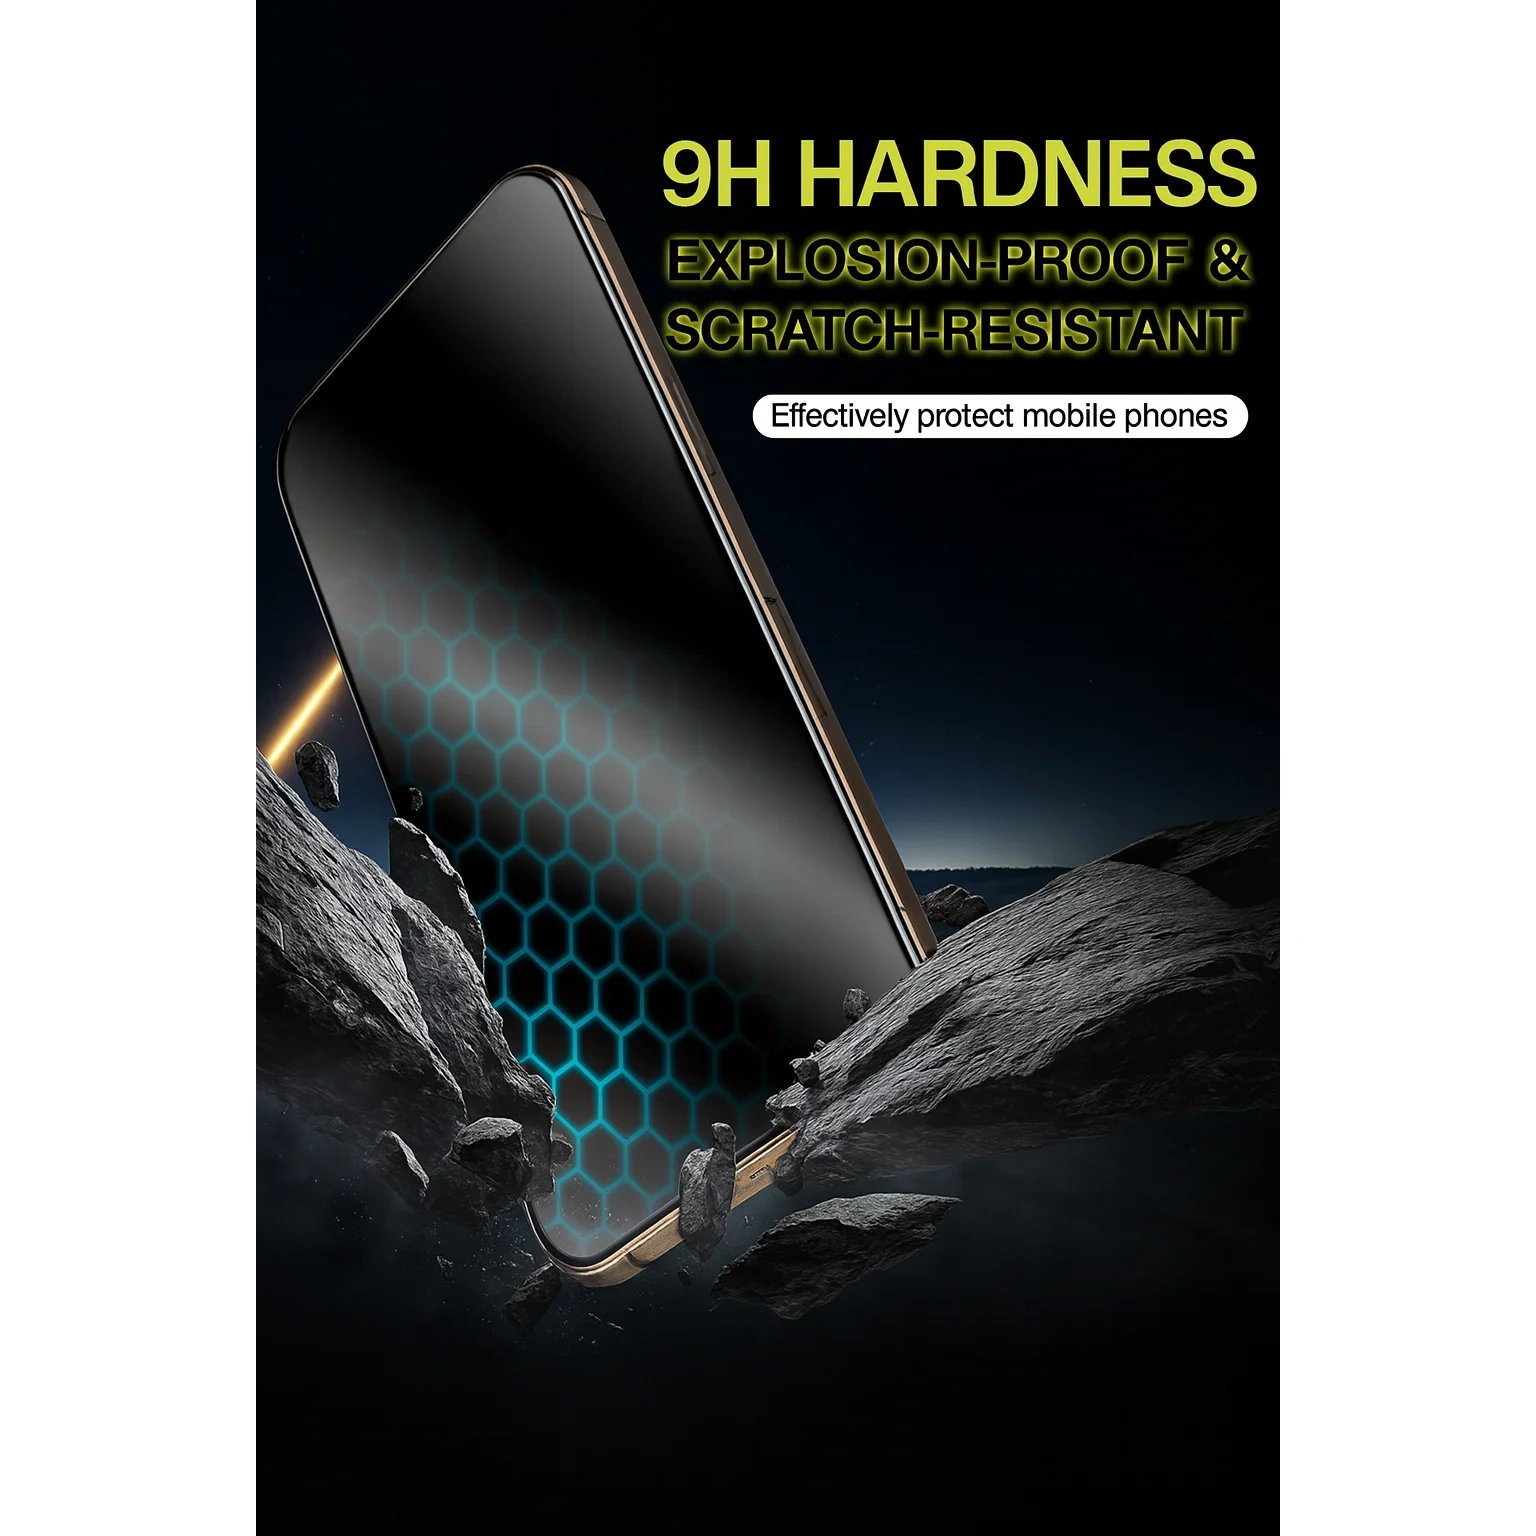 9H HARDNESS
EXPLOSION-PROOF &
SCRATCH-RESISTANT
Effectively protect mobile phones